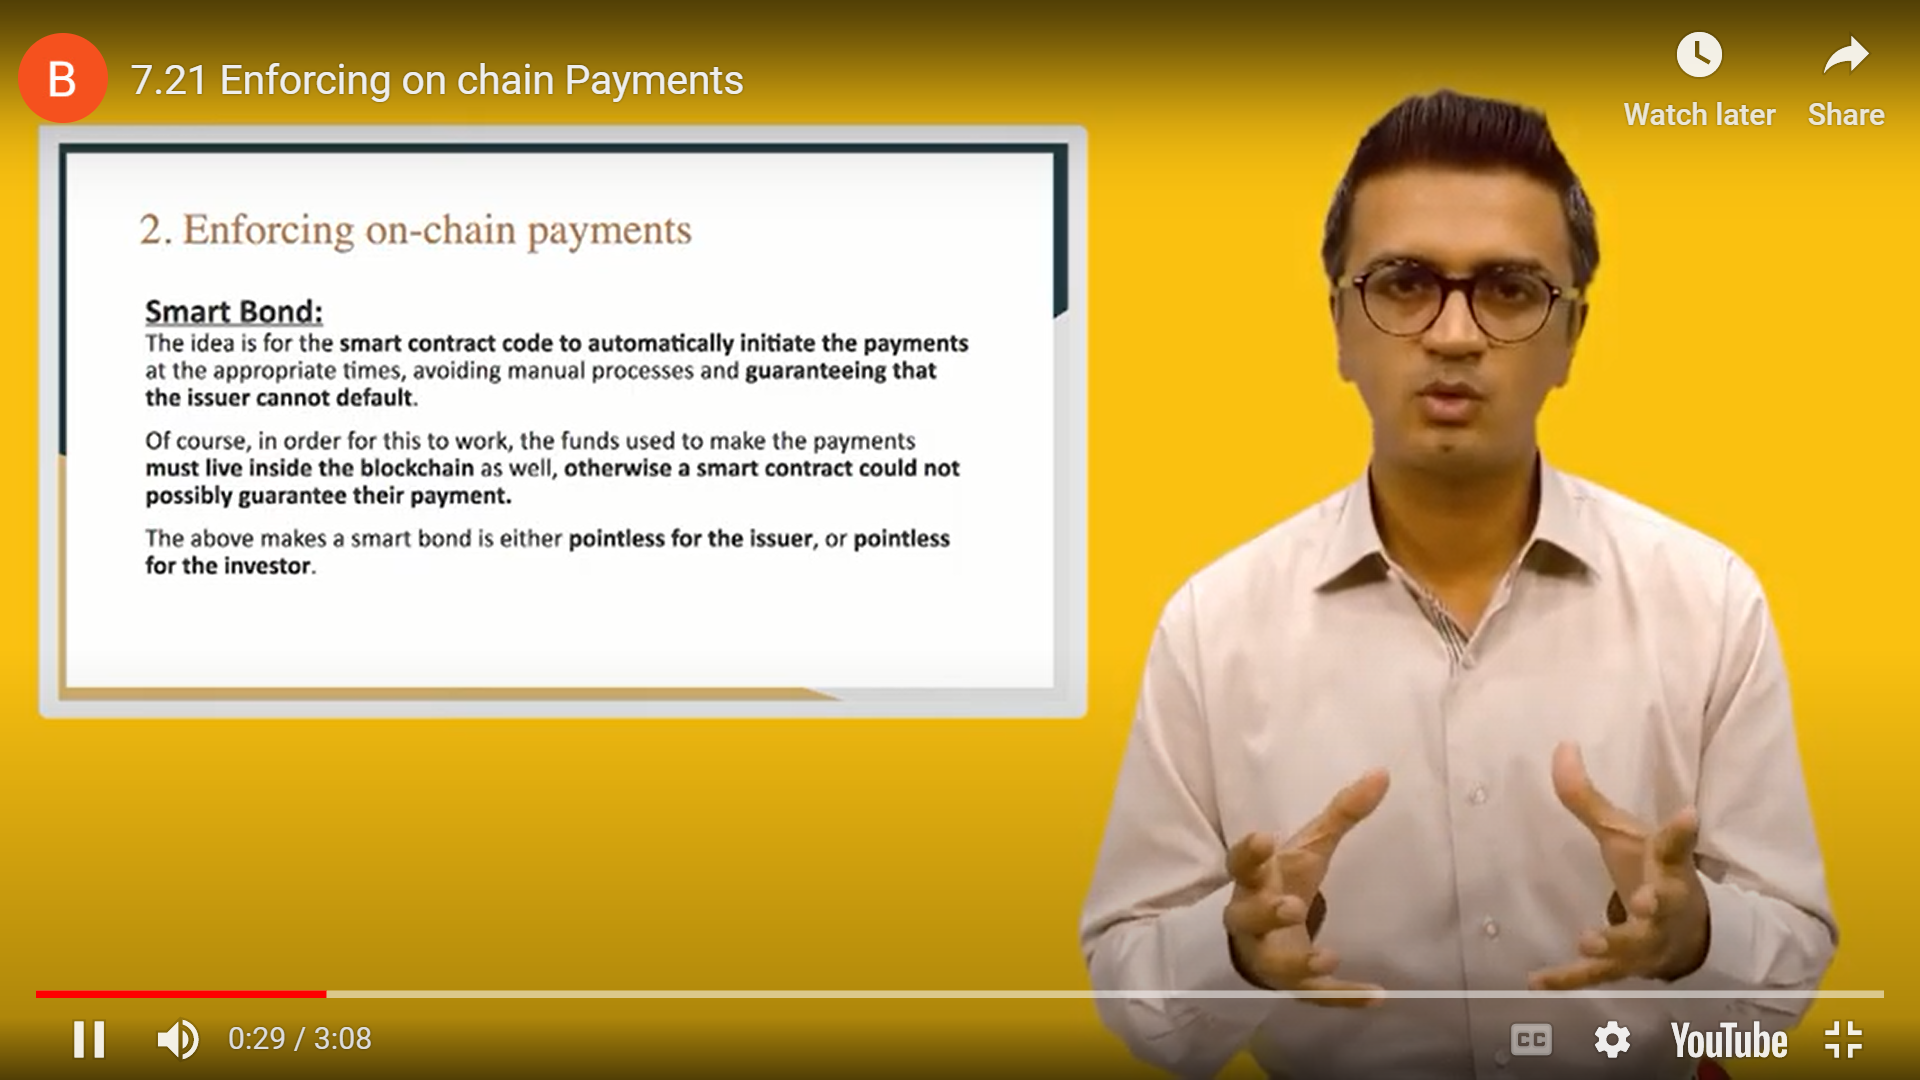 B
7.21 Enforcing on chain Payments
Watch later
Share
2. Enforcing on-chain payments
Smart Bond:
The idea is for the smart contract code to automatically initiate the payments
at the appropriate times, avoiding manual processes and guaranteeing that
the issuer cannot default.
Of course, in order for this to work, the funds used to make the payments
must live inside the blockchain as well, otherwise a smart contract could not
possibly guarantee their payment.
The above makes a smart bond is either pointless for the issuer, or pointless
for the investor.
0:29 / 3:08
CC
YouTube